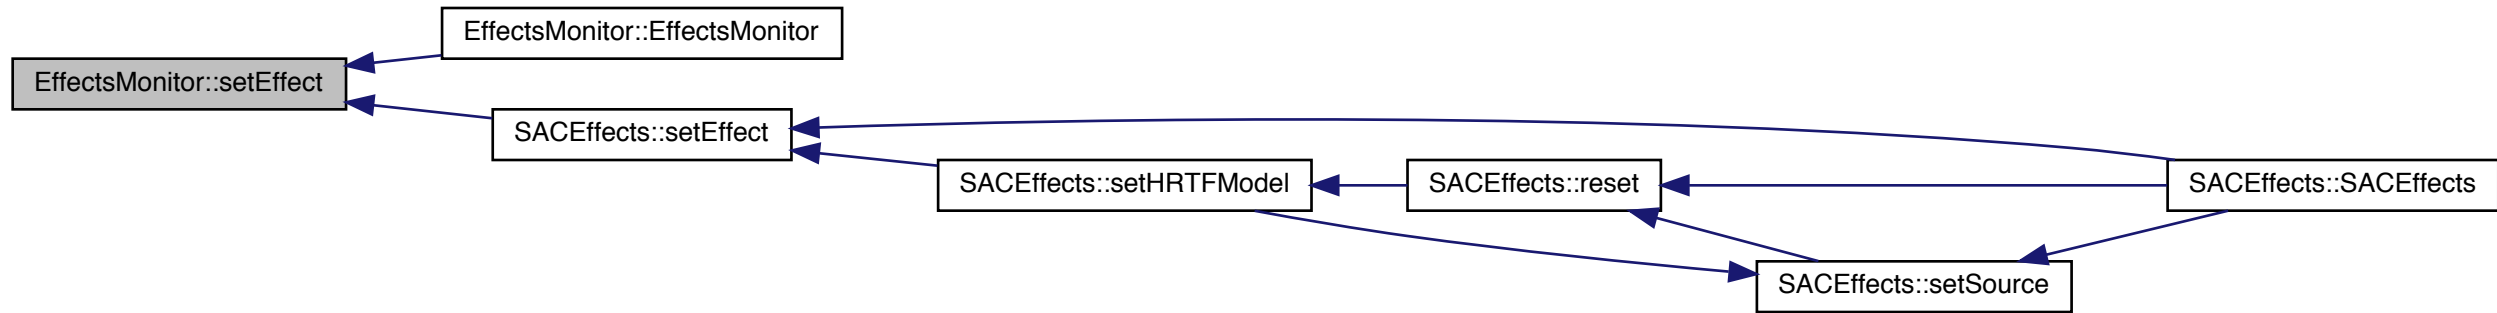 EffectsMonitor::EffectsMonitor
EffectsMonitor::setEffect
SACEffects::setEffect
SACEffects::setHRTFModel
SACEffects::reset
SACEffects::SACEffects
SACEffects::setSource